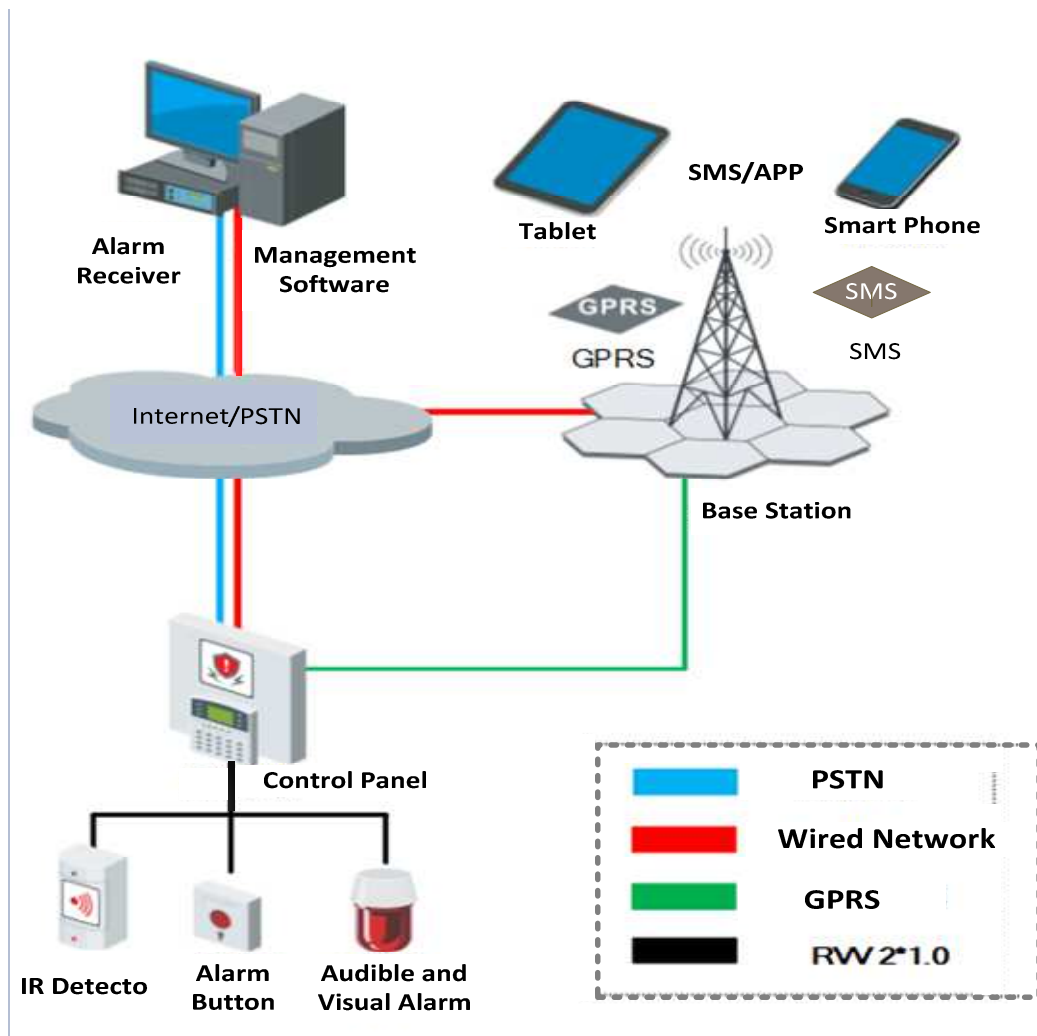 SMS/APP
Tablet
Smart Phone
Alarm
Receiver
Management
Software
GPRS
GPRS
SMS
SMS
Internet/PSTN
Base Station
Control Panel
PSTN
Wired Network
GPRS
RVV 2*1.0
IR Detecto
Alarm
Button
Audible and
Visual Alarm